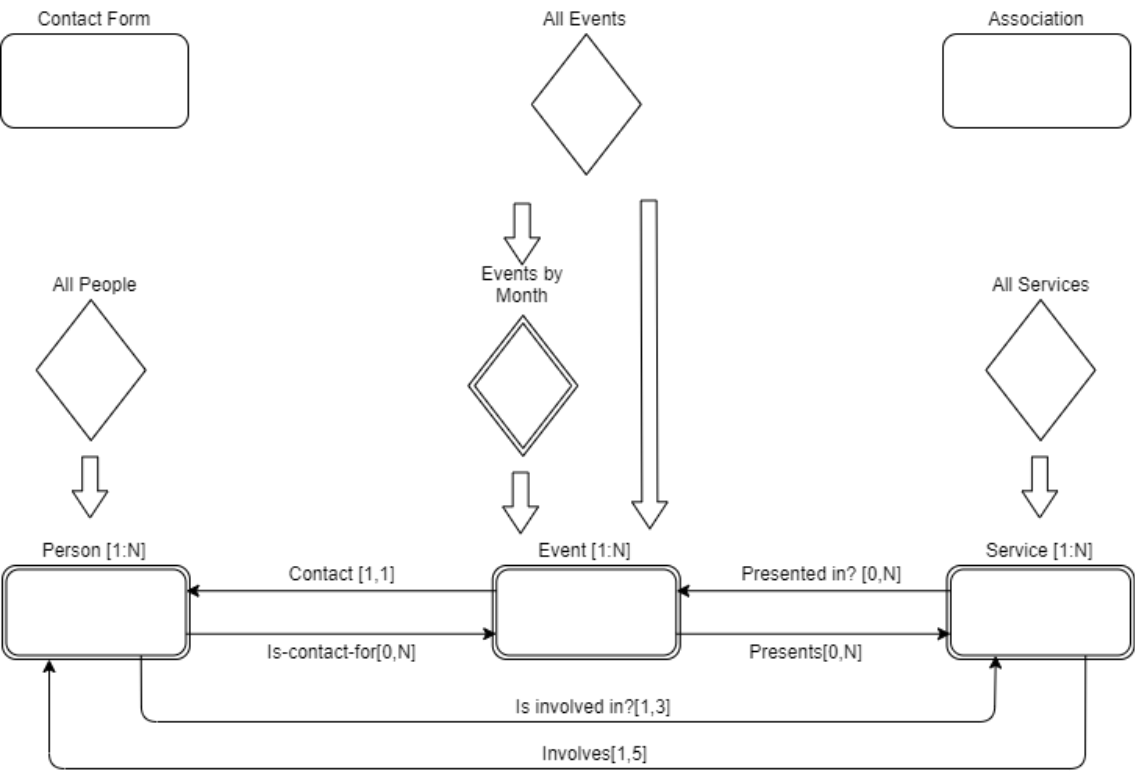 Contact Form
All Events
Association
Events by
Month
All People
All Services
Person [1:N]
Event [1:N]
Service [1:N]
Contact [1,1]
Presented in? [0,N]
Is-contact-for[0,N]
Presents[0,N]
Is involved in?[1,3]
Involves[1,5]